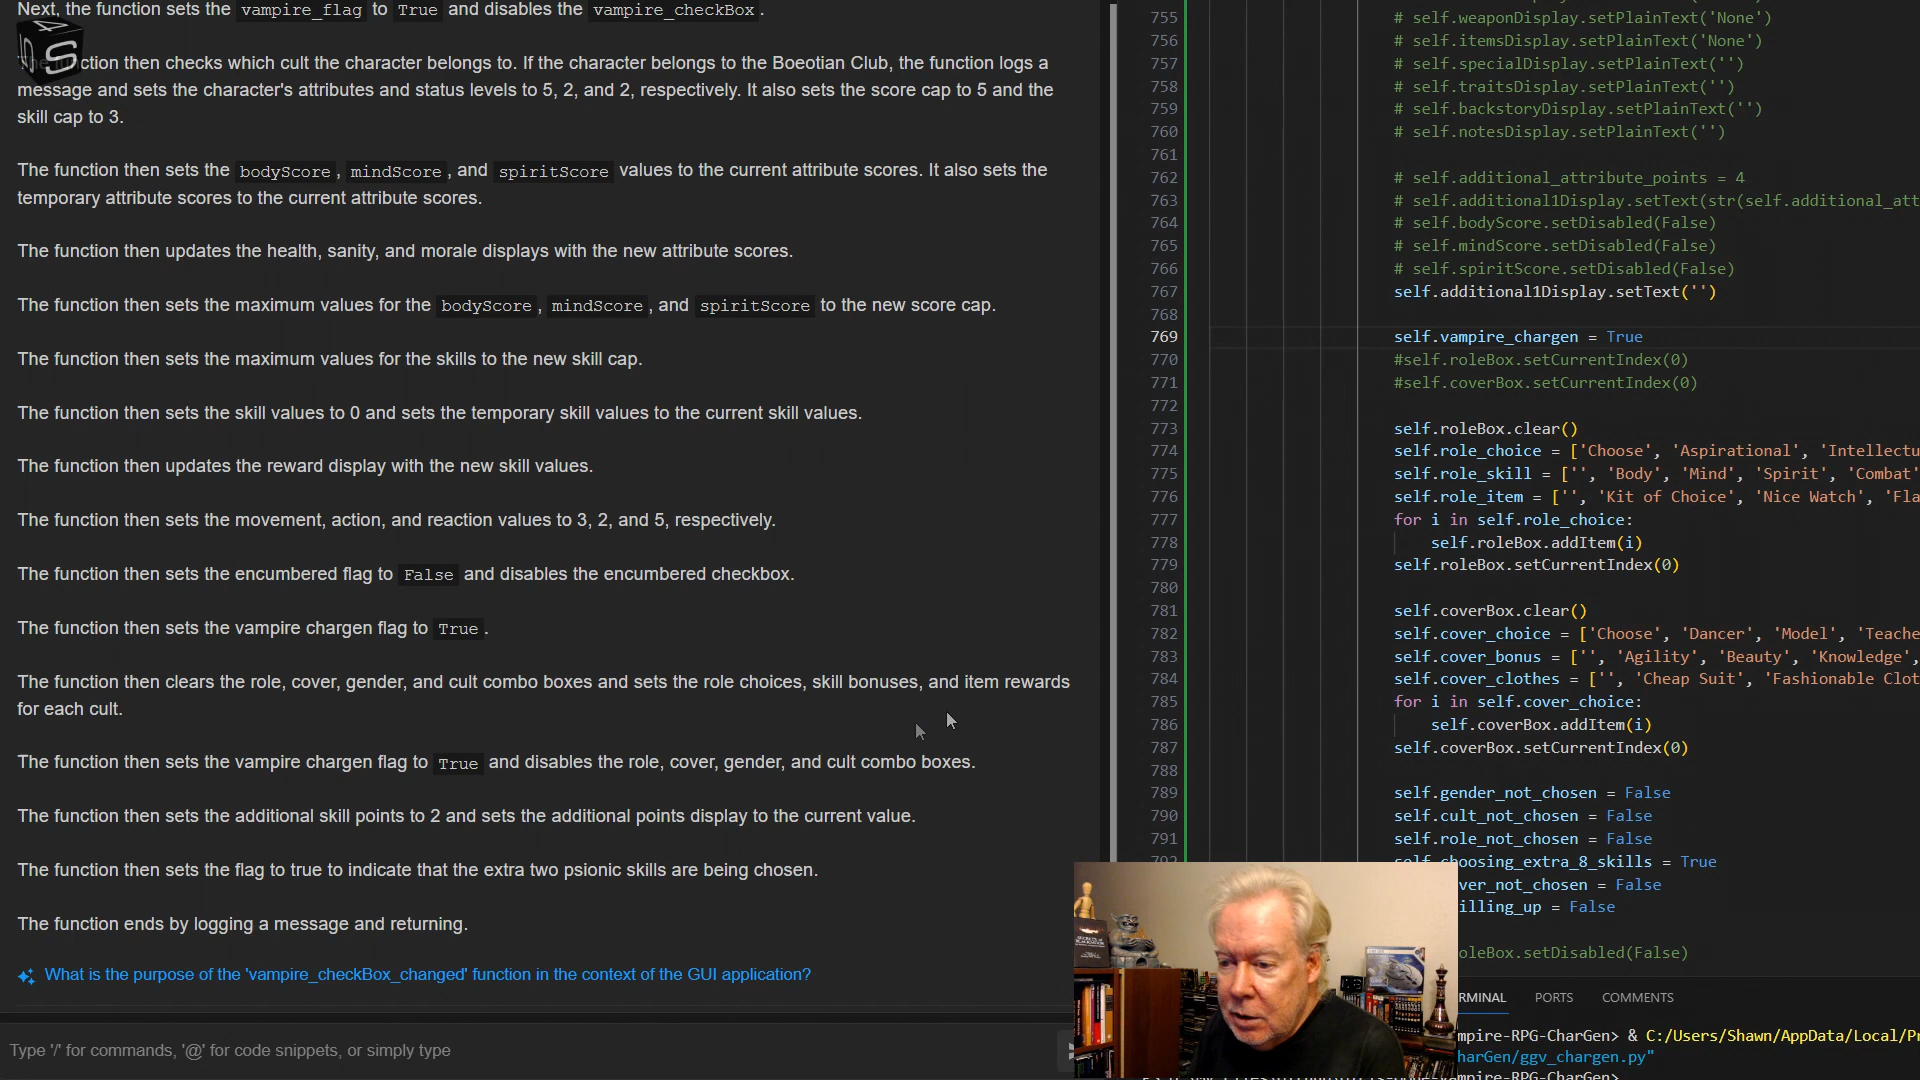 Next, the function sets the vampire_flag to True and disables the vampire_checkBox.
function then checks which cult the character belongs to. If the character belongs to the Boeotian Club, the function logs a
message and sets the character's attributes and status levels to 5, 2, and 2, respectively. It also sets the score cap to 5 and the
skill cap to 3.
The function then sets the bodyScore, mindScore, and spiritScore values to the current attribute scores. It also sets the
temporary attribute scores to the current attribute scores.
The function then updates the health, sanity, and morale displays with the new attribute scores.
The function then sets the maximum values for the bodyScore, mindScore, and spiritScore to the new score cap.
The function then sets the maximum values for the skills to the new skill cap.
The function then sets the skill values to 0 and sets the temporary skill values to the current skill values.
The function then updates the reward display with the new skill values.
The function then sets the movement, action, and reaction values to 3, 2, and 5, respectively.
The function then sets the encumbered flag to False and disables the encumbered checkbox.
The function then sets the vampire chargen flag to True.
The function then clears the role, cover, gender, and cult combo boxes and sets the role choices, skill bonuses, and item rewards
for each cult.
The function then sets the vampire chargen flag to True and disables the role, cover, gender, and cult combo boxes.
The function then sets the additional skill points to 2 and sets the additional points display to the current value.
The function then sets the flag to true to indicate that the extra two psionic skills are being chosen.
The function ends by logging a message and returning.
What is the purpose of the 'vampire_checkBox_changed' function in the context of the GUI application?
Type '/' for commands, '@' for code snippets, or simply type
755 # self.weaponDisplay.setPlainText('None')
756 # self.itemsDisplay.setPlainText('None')
757 # self.specialDisplay.setPlainText('')
758 # self.traitsDisplay.setPlainText('')
759 # self.backstoryDisplay.setPlainText('')
760 # self.notesDisplay.setPlainText('')
761
762 # self.additional_attribute_points = 4
763 # self.additional1Display.setText(str(self.additional_att
764 # self.bodyScore.setDisabled(False)
765 # self.mindScore.setDisabled(False)
766 # self.spiritScore.setDisabled(False)
767 self.additional1Display.setText('')
768
769 self.vampire_chargen = True
770 #self.roleBox.setCurrentIndex(0)
771 #self.coverBox.setCurrentIndex(0)
772
773 self.roleBox.clear()
774 self.role_choice = ['Choose', 'Aspirational', 'Intellectu
775 self.role_skill = ['', 'Body', 'Mind', 'Spirit', 'Combat'
776 self.role_item = ['', 'Kit of Choice', 'Nice Watch', 'Fla
777 for i in self.role_choice:
778 self.roleBox.addItem(i)
779 self.roleBox.setCurrentIndex(0)
780
781 self.coverBox.clear()
782 self.cover_choice = ['Choose', 'Dancer', 'Model', 'Teache
783 self.cover_bonus = ['', 'Agility', 'Beauty', 'Knowledge',
784 self.cover_clothes = ['', 'Cheap Suit', 'Fashionable Clot
785 for i in self.cover_choice:
786 self.coverBox.addItem(i)
787 self.coverBox.setCurrentIndex(0)
788
789 self.gender_not_chosen = False
790 self.cult_not_chosen = False
791 self.role_not_chosen = False
792 self.choosing_extra_8_skills = True
ver_not_chosen = False
illing_up = False
oleBox.setDisabled(False)
RMINAL PORTS COMMENTS
mpire-RPG-CharGen> & C:/Users/Shawn/AppData/Local/Pr
harGen/ggv_chargen.py"
mpire-RPG-CharGen>